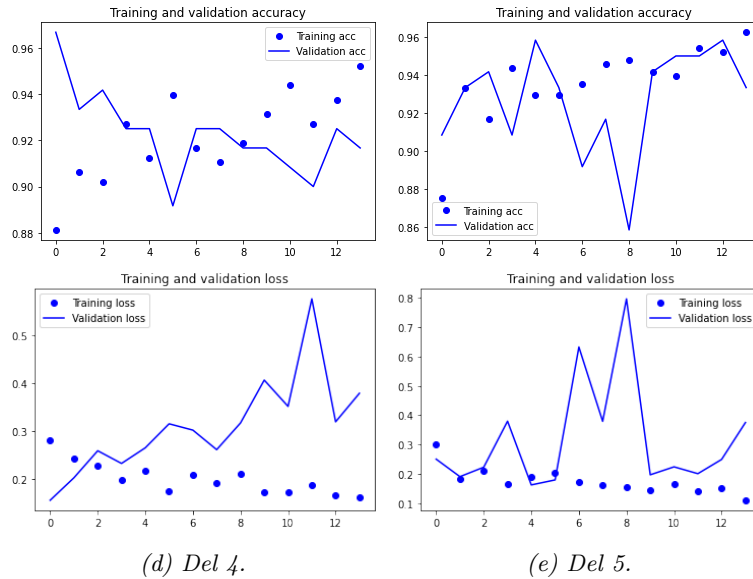 Training and validation accuracy
Training acc
Validation acc
0.96
0.94
0.92
0.90
0.88
0 2 4 6 8 10 12
Training and validation accuracy
0.96
0.94
0.92
0.90
0.88
0.86
Training acc
Validation acc
0 2 4 6 8 10 12
Training and validation loss
Training loss
Validation loss
0.5
0.4
0.3
0.2
0 2 4 6 8 10 12
Training and validation loss
Training loss
Validation loss
0.8
0.7
0.6
0.5
0.4
0.3
0.2
0.1
0 2 4 6 8 10 12
(d) Del 4.
(e) Del 5.